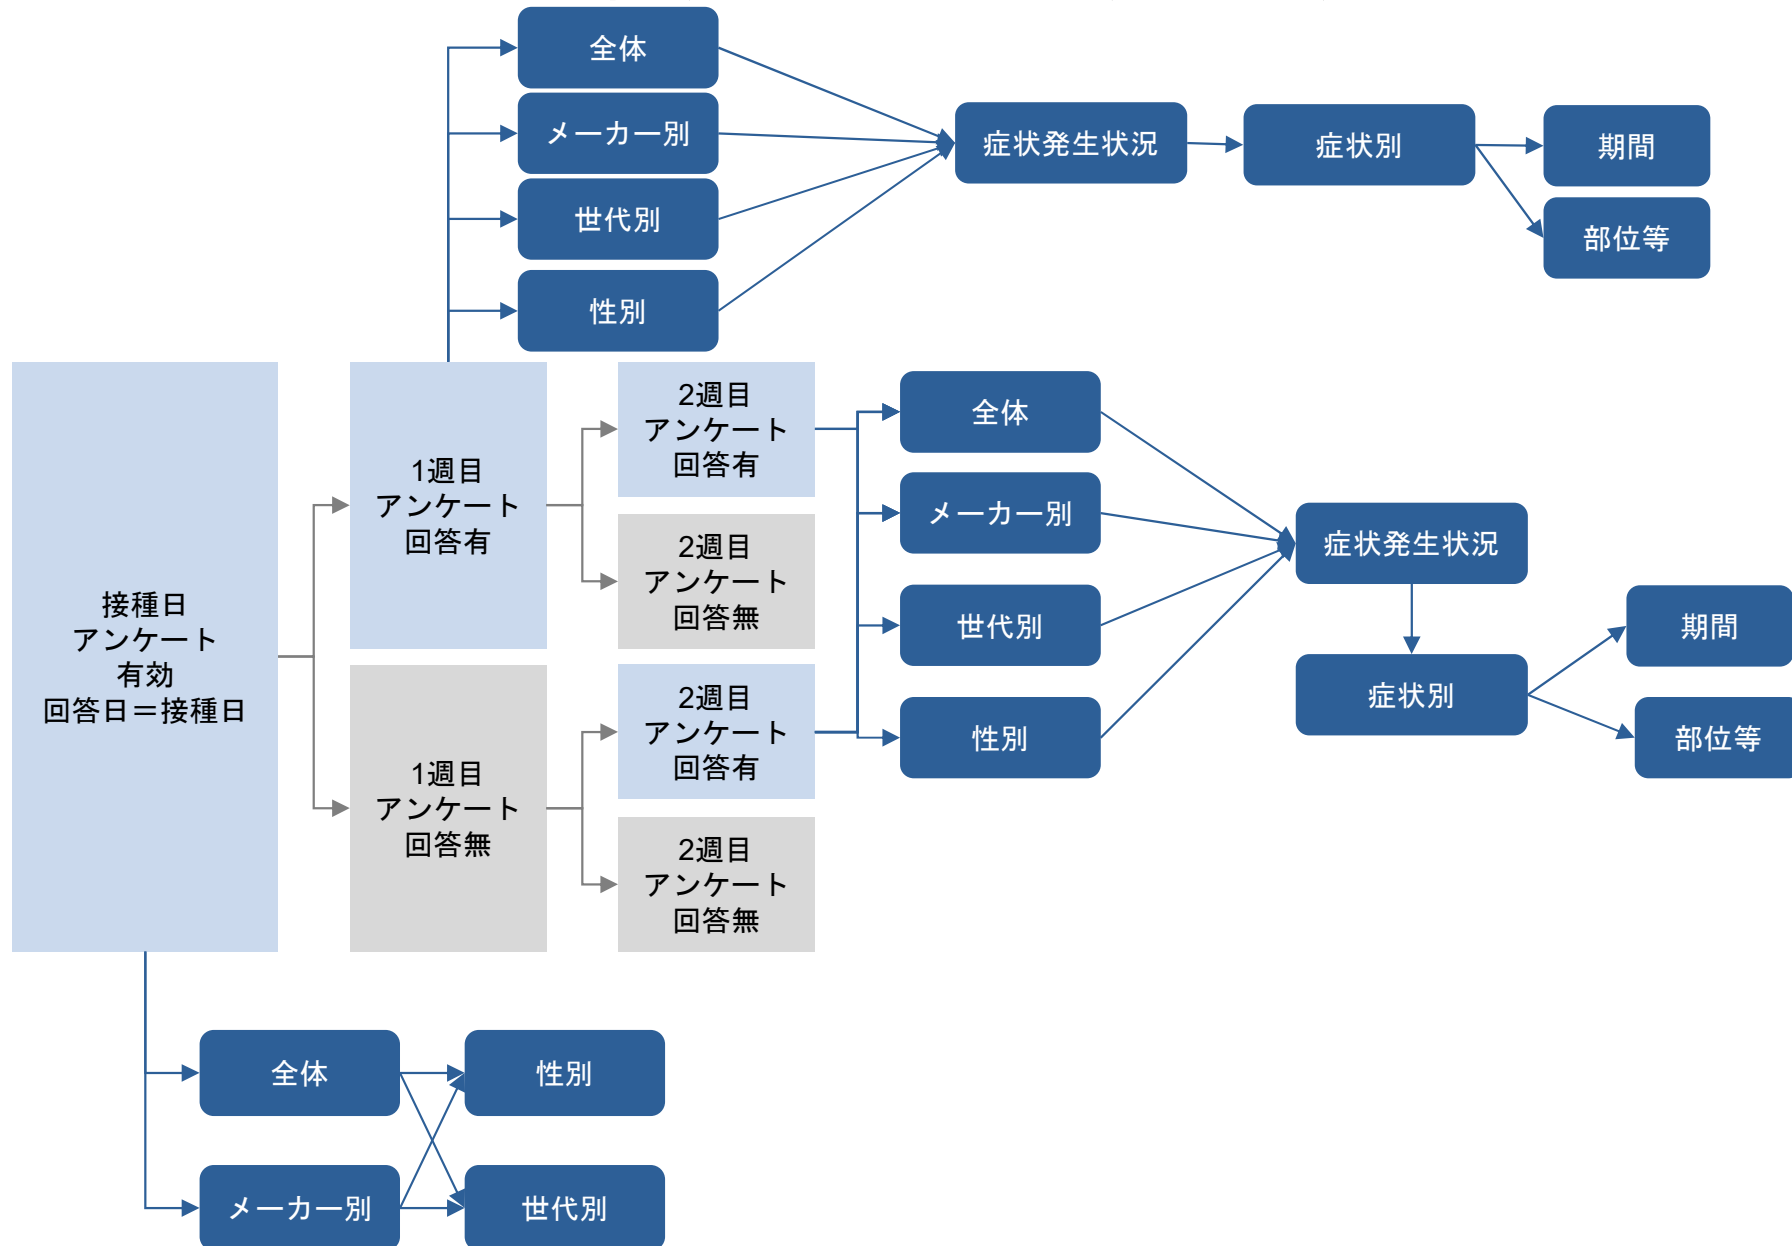 全体
メーカー別
世代別
性別
症状発生状況
症状別
期間
部位等
接種日
アンケート
有効
回答日＝接種日
1週目
アンケート
回答有
1週目
アンケート
回答無
2週目
アンケート
回答有
2週目
アンケート
回答無
2週目
アンケート
回答有
2週目
アンケート
回答無
全体
メーカー別
世代別
性別
症状発生状況
症状別
期間
部位等
全体
メーカー別
性別
世代別